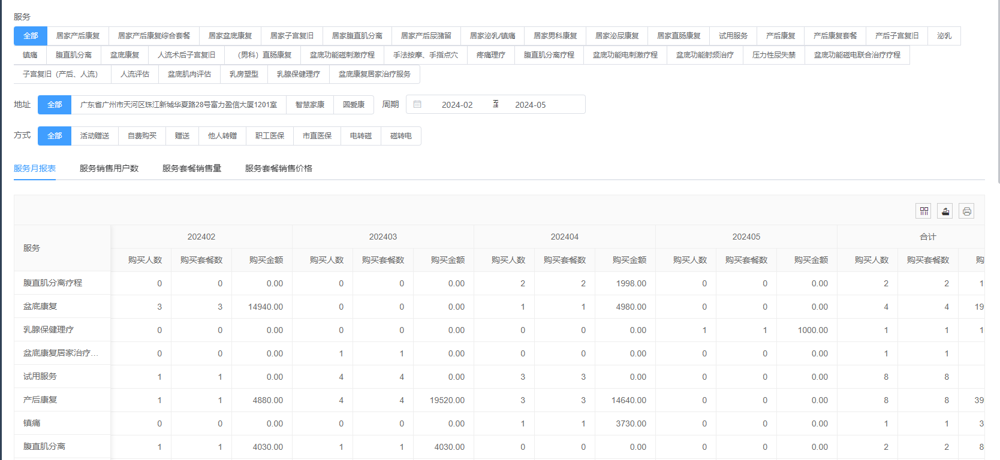 服务
全部 居家产后康复 居家产后康复综合套餐 居家盆底康复 居家子宫复旧 居家腹直肌分离 居家产后尿潴留 居家泌乳/镇痛 居家男科康复 居家泌尿康复 居家直肠康复 试用服务 产后康复 产后康复套餐 产后子宫复旧 泌乳
镇痛 腹直肌分离 盆底康复 人流术后子宫复旧 （男科）直肠康复 盆底功能磁刺激疗程 手法按摩、手指点穴 疼痛理疗 腹直肌分离疗程 盆底功能电刺激疗程 盆底功能射频治疗 压力性尿失禁 盆底功能磁电联合治疗疗程
子宫复旧（产后、人流） 人流评估 盆底肌肉评估 乳房塑型 乳腺保健理疗 盆底康复居家治疗服务
地址 全部 广东省广州市天河区珠江新城华夏路28号富力盈信大厦1201室 智慧家康 圆爱康 周期 2024-02 至 2024-05
方式 全部 活动赠送 自费购买 赠送 他人转赠 职工医保 市直医保 电转磁 磁转电
服务月报表 服务销售用户数 服务套餐销售量 服务套餐销售价格
服务 202402 202403 202404 202405 合计
购买人数 购买套餐数 购买金额 购买人数 购买套餐数 购买金额 购买人数 购买套餐数 购买金额 购买人数 购买套餐数 购买金额 购买人数 购买套餐数 购
腹直肌分离疗程 0 0 0.00 0 0 0.00 2 2 1998.00 0 0 0.00 2 2 1
盆底康复 3 3 14940.00 0 0 0.00 1 1 4980.00 0 0 0.00 4 4 19
乳腺保健理疗 0 0 0.00 0 0 0.00 0 0 0.00 1 1 1000.00 1 1 1
盆底康复居家治疗... 0 0 0.00 1 1 0.00 0 0 0.00 0 0 0.00 1 1
试用服务 1 1 0.00 4 4 0.00 3 3 0.00 0 0 0.00 8 8
产后康复 1 1 4880.00 4 4 19520.00 3 3 14640.00 0 0 0.00 8 8 39
镇痛 0 0 0.00 0 0 0.00 1 1 3730.00 0 0 0.00 1 1 3
腹直肌分离 1 1 4030.00 1 1 4030.00 0 0 0.00 0 0 0.00 2 2 8